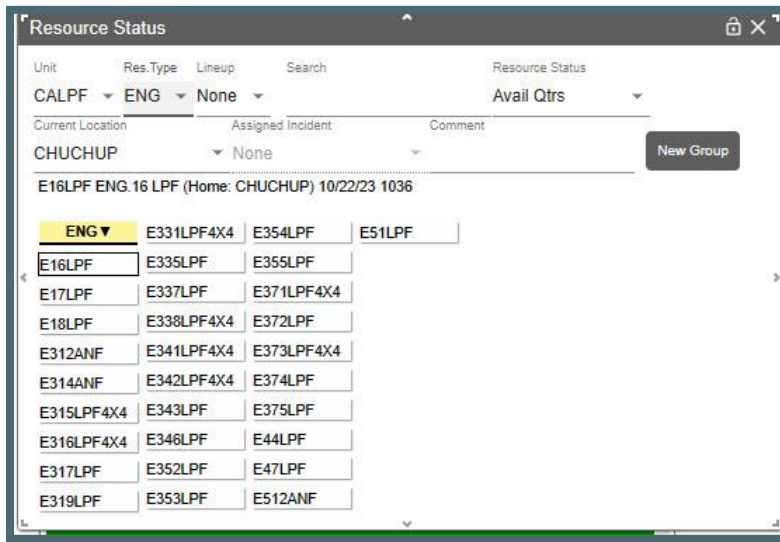 Resource Status
Unit Res.Type Lineup Search Resource Status
CALPF ENG None Avail Qtrs
Current Location Assigned Incident Comment
CHUCHUP None New Group
E16LPF ENG.16 LPF (Home: CHUCHUP) 10/22/23 1036
ENG▼ E331LPF4X4 E354LPF E51LPF
E16LPF E335LPF E355LPF
E17LPF E337LPF E371LPF4X4
E18LPF E338LPF4X4 E372LPF
E312ANF E341LPF4X4 E373LPF4X4
E314ANF E342LPF4X4 E374LPF
E315LPF4X4 E343LPF E375LPF
E316LPF4X4 E346LPF E44LPF
E317LPF E352LPF E47LPF
E319LPF E353LPF E512ANF